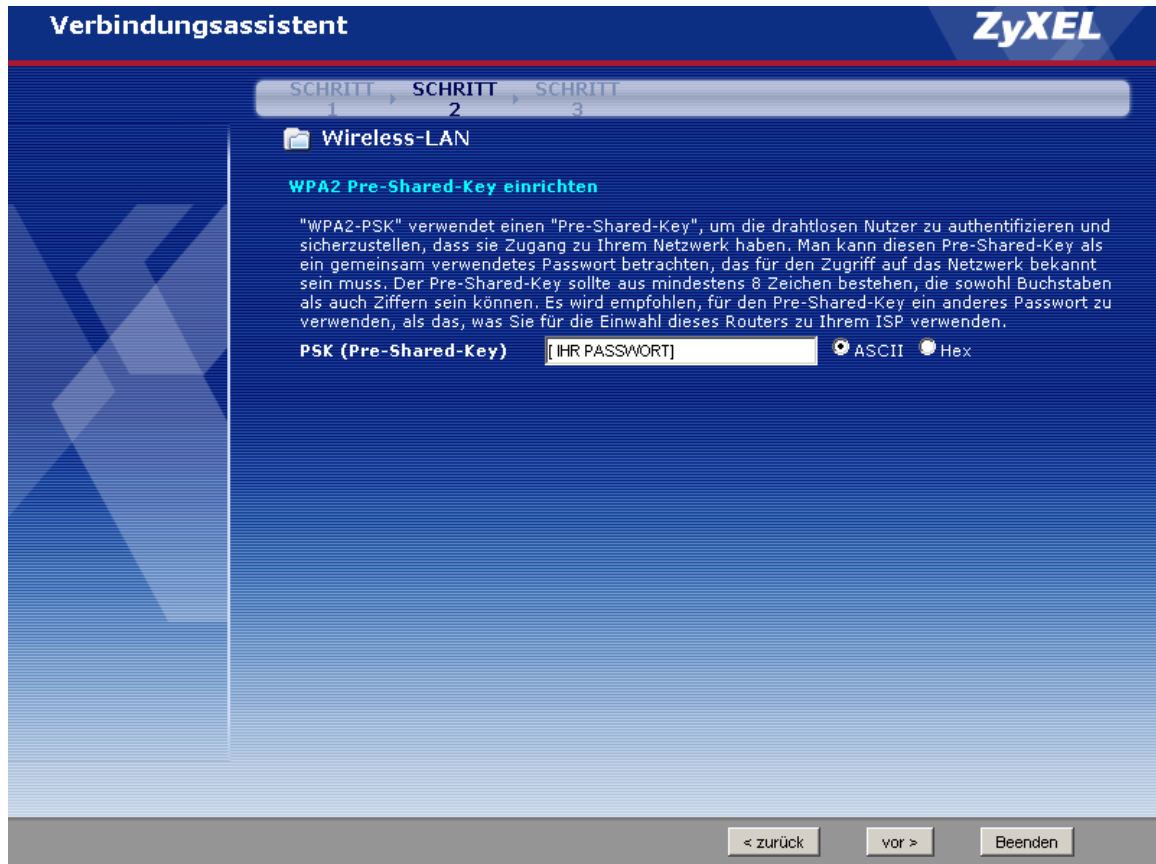 Verbindungsassistent
ZyXEL
SCHRITT 1
SCHRITT 2
SCHRITT 3
Wireless-LAN
WPA2 Pre-Shared-Key einrichten
"WPA2-PSK" verwendet einen "Pre-Shared-Key", um die drahtlosen Nutzer zu authentifizieren und
sicherzustellen, dass sie Zugang zu Ihrem Netzwerk haben. Man kann diesen Pre-Shared-Key als
ein gemeinsam verwendetes Passwort betrachten, das für den Zugriff auf das Netzwerk bekannt
sein muss. Der Pre-Shared-Key sollte aus mindestens 8 Zeichen bestehen, die sowohl Buchstaben
als auch Ziffern sein können. Es wird empfohlen, für den Pre-Shared-Key ein anderes Passwort zu
verwenden, als das, was Sie für die Einwahl dieses Routers zu Ihrem ISP verwenden.
PSK (Pre-Shared-Key) [ IHR PASSWORT] ASCII Hex
< zurück vor > Beenden